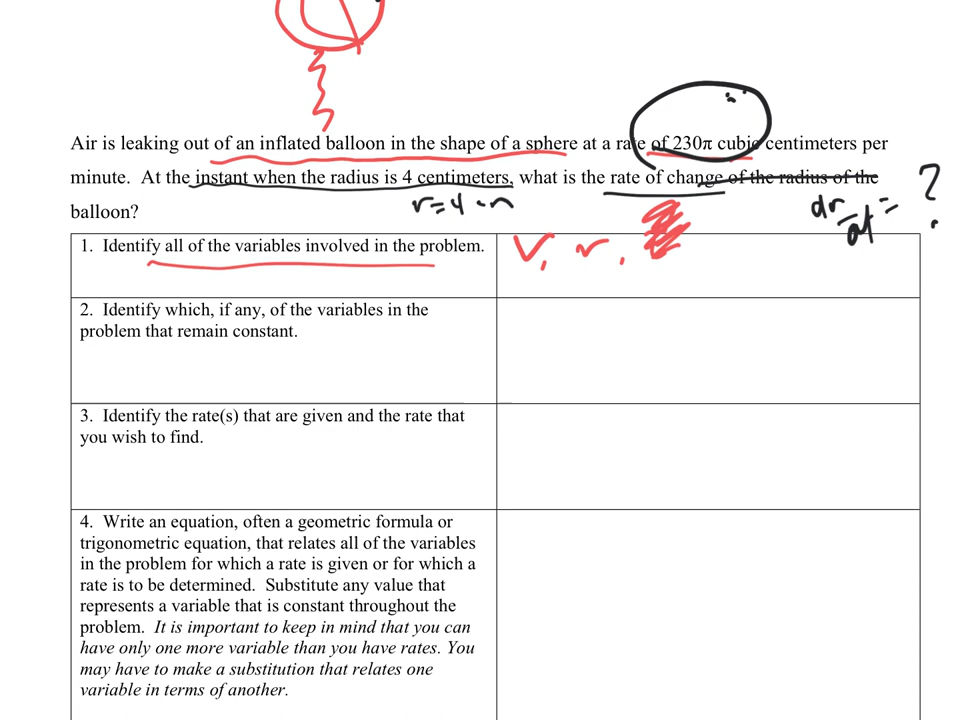 Air is leaking out of an inflated balloon in the shape of a sphere at a rate of 230π cubic centimeters per
minute. At the instant when the radius is 4 centimeters, what is the rate of change of the radius of the
balloon?
r=4 cm
dr/dt = ?
1. Identify all of the variables involved in the problem.
V, r,
2. Identify which, if any, of the variables in the
problem that remain constant.
3. Identify the rate(s) that are given and the rate that
you wish to find.
4. Write an equation, often a geometric formula or
trigonometric equation, that relates all of the variables
in the problem for which a rate is given or for which a
rate is to be determined. Substitute any value that
represents a variable that is constant throughout the
problem. It is important to keep in mind that you can
have only one more variable than you have rates. You
may have to make a substitution that relates one
variable in terms of another.